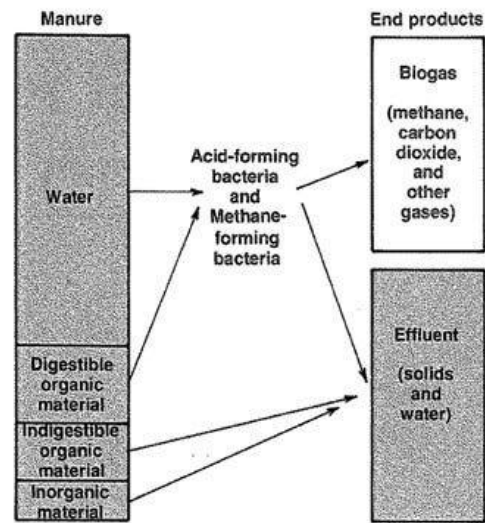 Manure
End products
Water
Digestible
organic
material
Indigestible
organic
material
Inorganic
material
Acid-forming
bacteria
and
Methane-
forming
bacteria
Biogas
(methane,
carbon
dioxide,
and
other
gases)
Effluent
(solids
and
water)